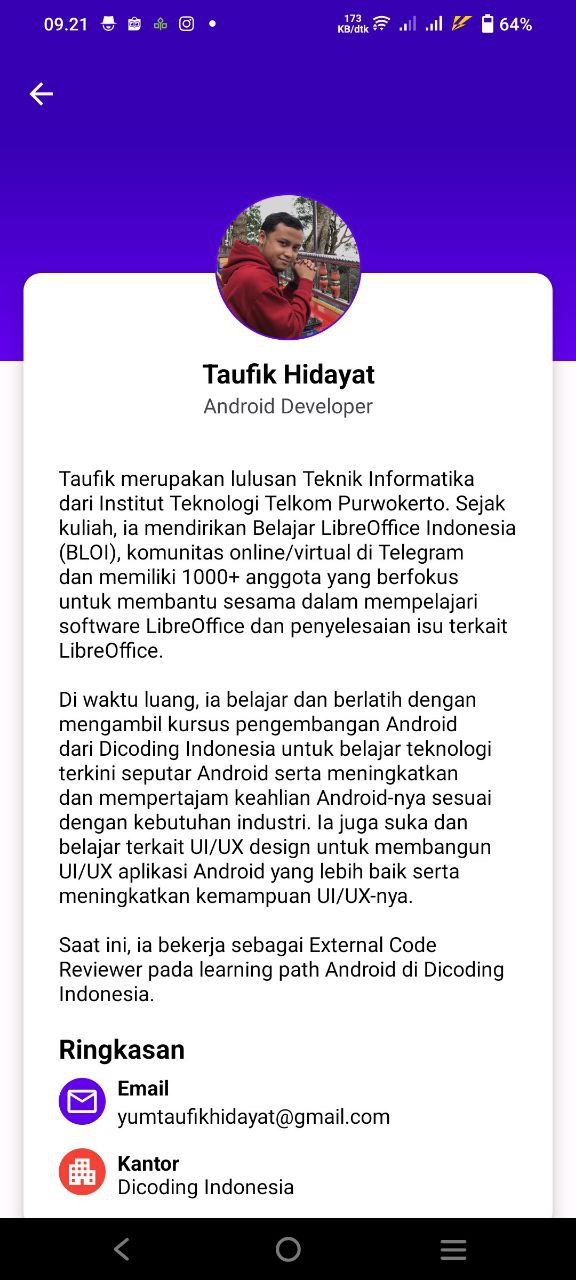 09.21
173
KB/dtk
64%
Taufik Hidayat
Android Developer
Taufik merupakan lulusan Teknik Informatika
dari Institut Teknologi Telkom Purwokerto. Sejak
kuliah, ia mendirikan Belajar LibreOffice Indonesia
(BLOI), komunitas online/virtual di Telegram
dan memiliki 1000+ anggota yang berfokus
untuk membantu sesama dalam mempelajari
software LibreOffice dan penyelesaian isu terkait
LibreOffice.
Di waktu luang, ia belajar dan berlatih dengan
mengambil kursus pengembangan Android
dari Dicoding Indonesia untuk belajar teknologi
terkini seputar Android serta meningkatkan
dan mempertajam keahlian Android-nya sesuai
dengan kebutuhan industri. Ia juga suka dan
belajar terkait UI/UX design untuk membangun
UI/UX aplikasi Android yang lebih baik serta
meningkatkan kemampuan UI/UX-nya.
Saat ini, ia bekerja sebagai External Code
Reviewer pada learning path Android di Dicoding
Indonesia.
Ringkasan
Email
yumtaufikhidayat@gmail.com
Kantor
Dicoding Indonesia